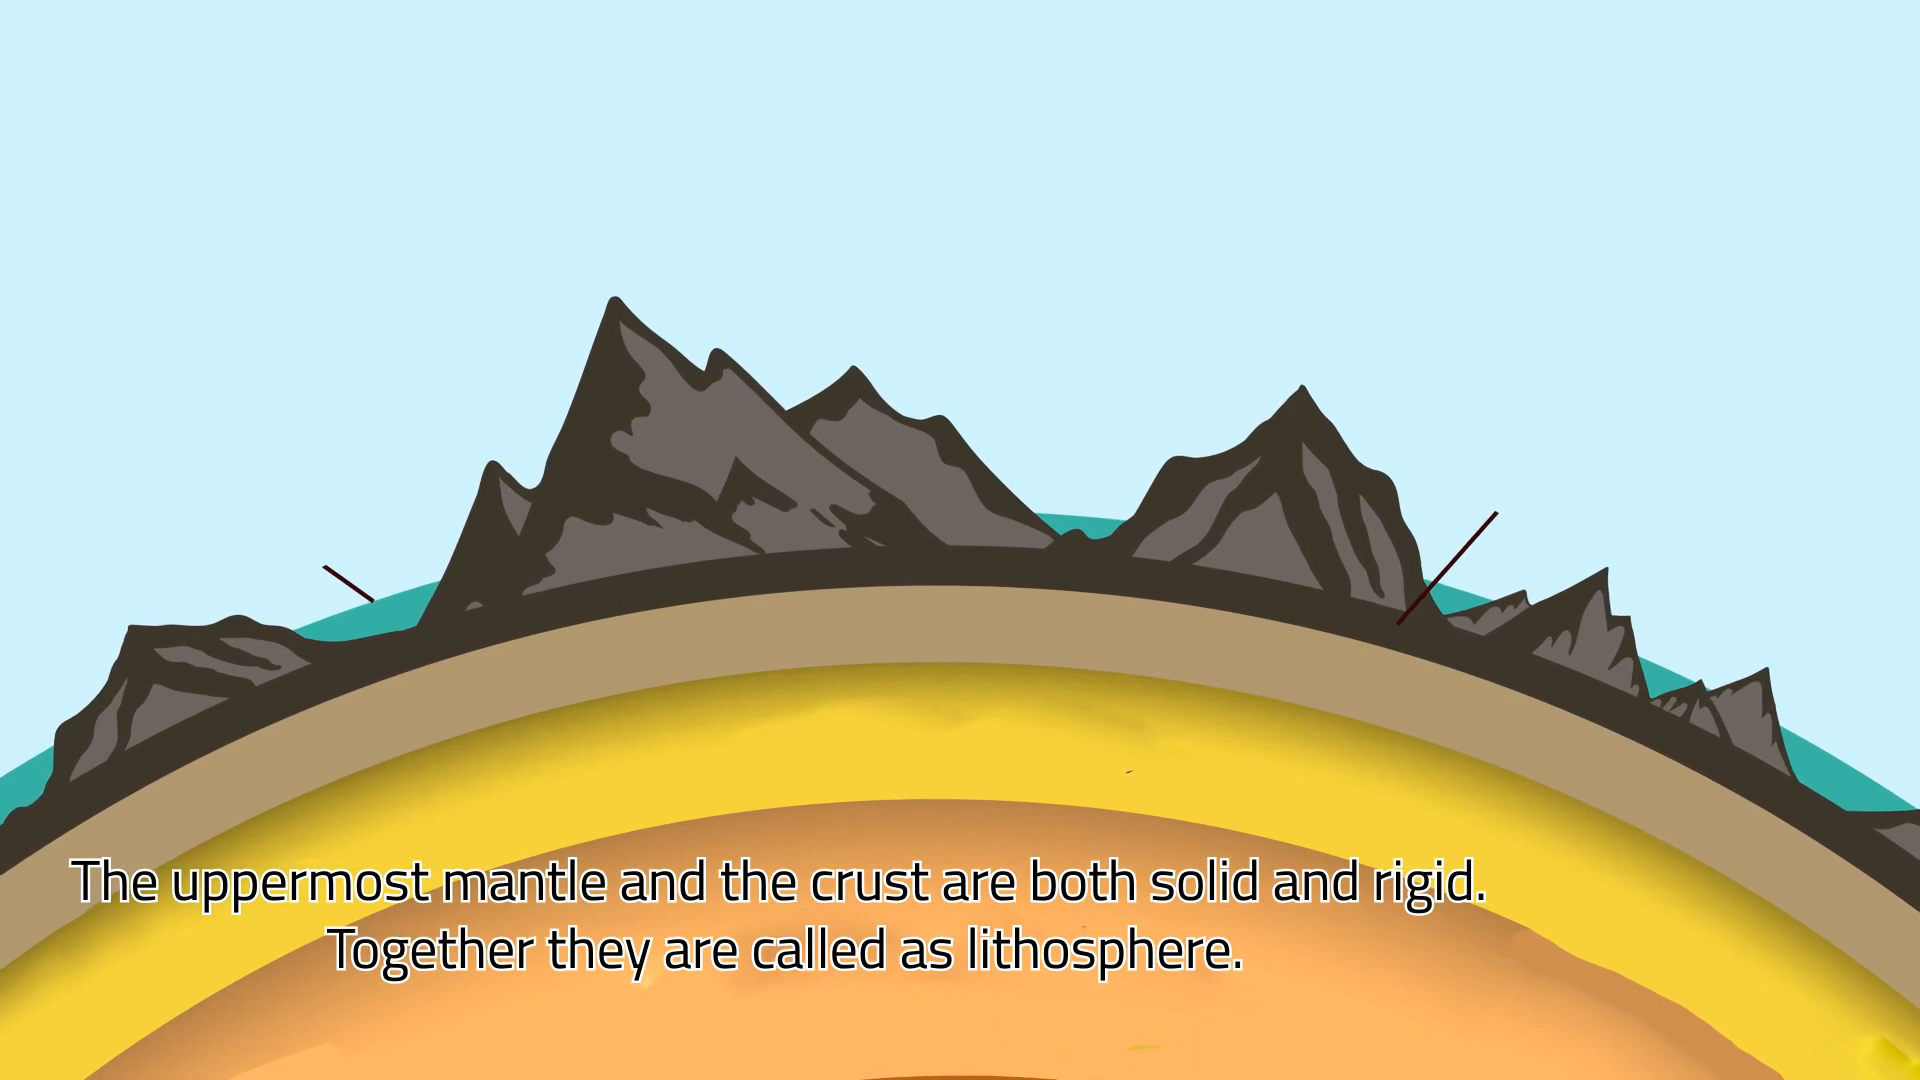 The uppermost mantle and the crust are both solid and rigid.
Together they are called as lithosphere.